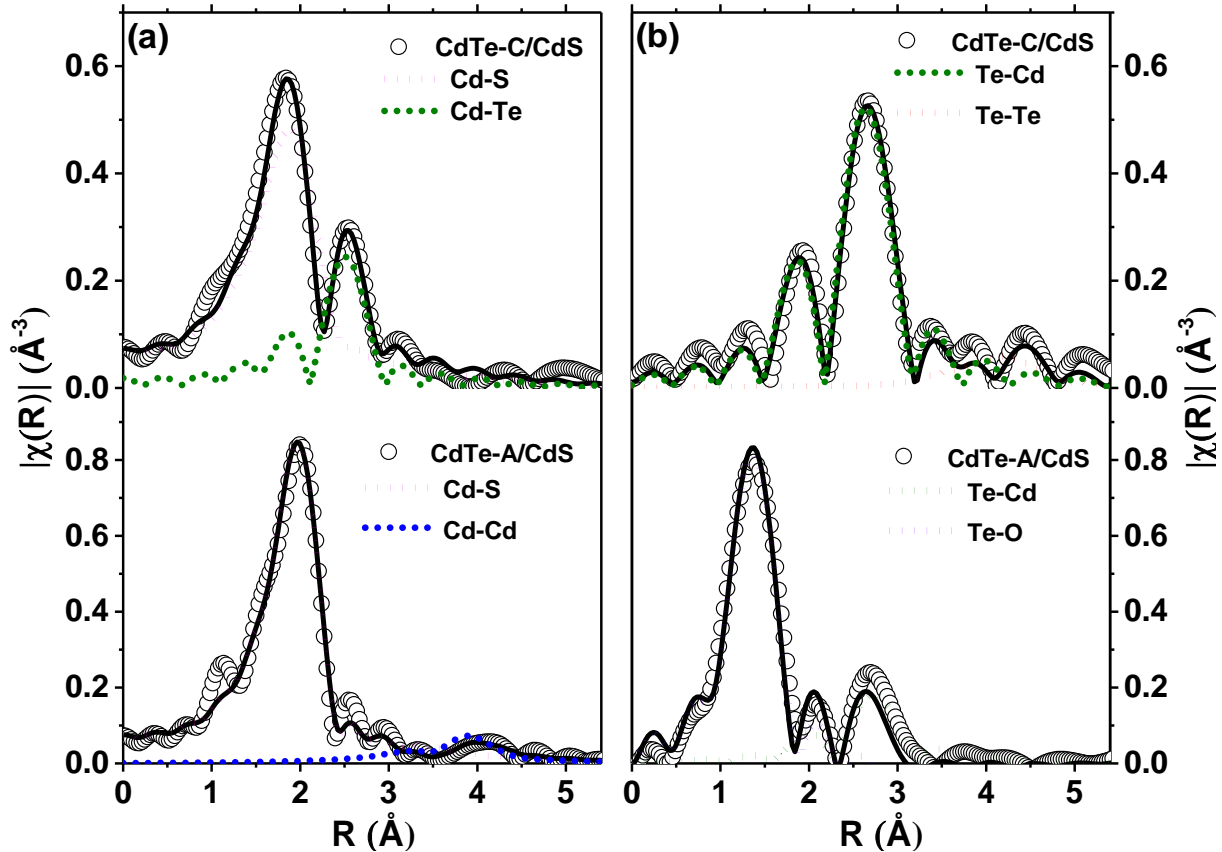 (a)
CdTe-C/CdS
Cd-S
Cd-Te
0.6
0.4
0.2
0.0
CdTe-A/CdS
Cd-S
Cd-Cd
0.8
0.6
0.4
0.2
0.0
|χ(R)| (Å⁻³)
0 1 2 3 4 5
R (Å)
(b)
CdTe-C/CdS
Te-Cd
Te-Te
0.6
0.4
0.2
0.0
CdTe-A/CdS
Te-Cd
Te-O
0.8
0.6
0.4
0.2
0.0
|χ(R)| (Å⁻³)
0 1 2 3 4 5
R (Å)